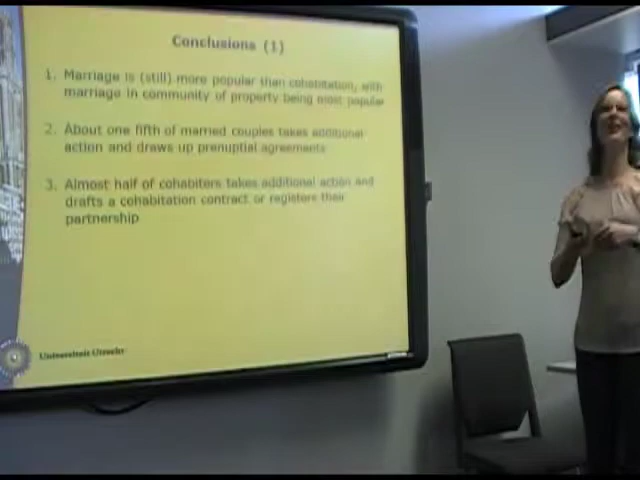 Conclusions (1)
1. Marriage is (still) more popular than cohabitation, with
marriage in community of property being most popular
2. About one fifth of married couples takes additional
action and draws up prenuptial agreements
3. Almost half of cohabiters takes additional action and
drafts a cohabitation contract or registers their
partnership
Universiteit Utrecht